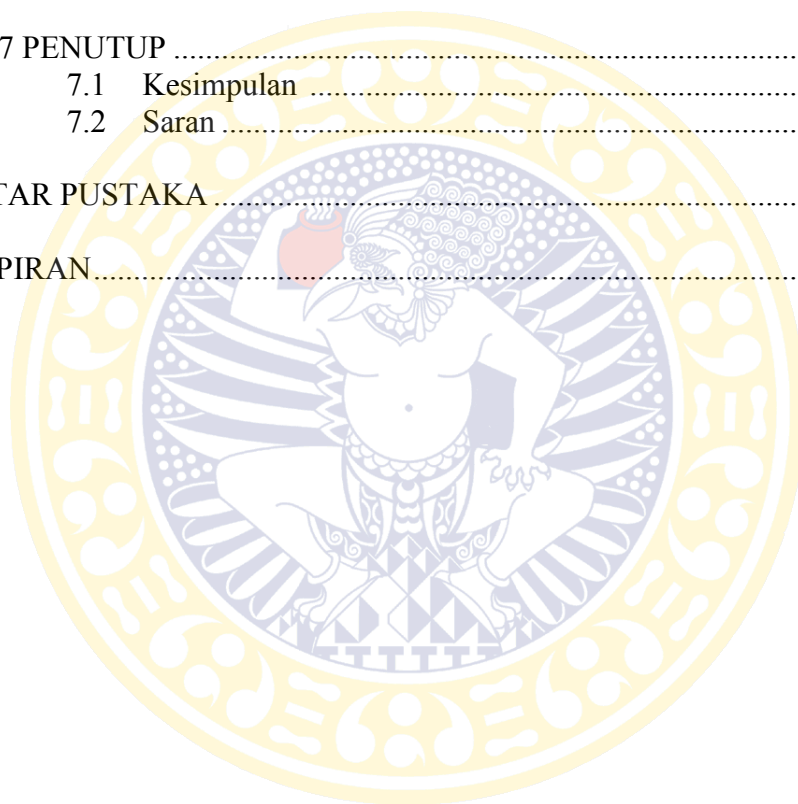 7 PENUTUP ........................................................................................
7.1 Kesimpulan ..............................................................
7.2 Saran .........................................................................
TAR PUSTAKA ..........................................................................
PIRAN.........................................................................................